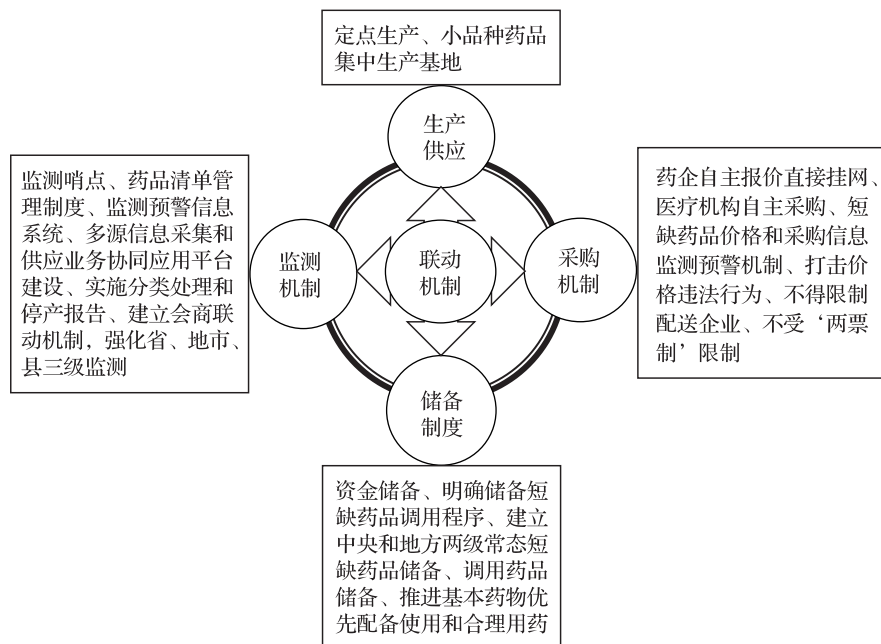 定点生产、小品种药品
集中生产基地
生产
供应
监测哨点、药品清单管
理制度、监测预警信息
系统、多源信息采集和
供应业务协同应用平台
建设、实施分类处理和
停产报告、建立会商联
动机制，强化省、地市、
县三级监测
监测
机制
联动
机制
采购
机制
药企自主报价直接挂网、
医疗机构自主采购、短
缺药品价格和采购信息
监测预警机制、打击价
格违法行为、不得限制
配送企业、不受‘两票
制’限制
储备
制度
资金储备、明确储备短
缺药品调用程序、建立
中央和地方两级常态短
缺药品储备、调用药品
储备、推进基本药物优
先配备使用和合理用药